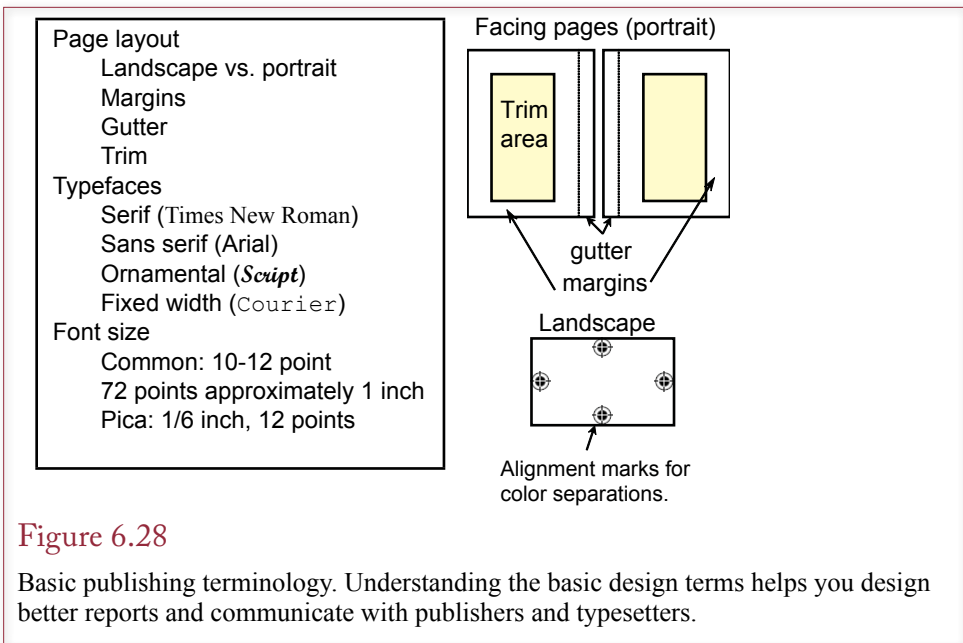 Page layout
Landscape vs. portrait
Margins
Gutter
Trim
Typefaces
Serif (Times New Roman)
Sans serif (Arial)
Ornamental (Script)
Fixed width (Courier)
Font size
Common: 10-12 point
72 points approximately 1 inch
Pica: 1/6 inch, 12 points
Facing pages (portrait)
Trim
area
gutter
margins
Landscape
Alignment marks for
color separations.
Figure 6.28
Basic publishing terminology. Understanding the basic design terms helps you design
better reports and communicate with publishers and typesetters.